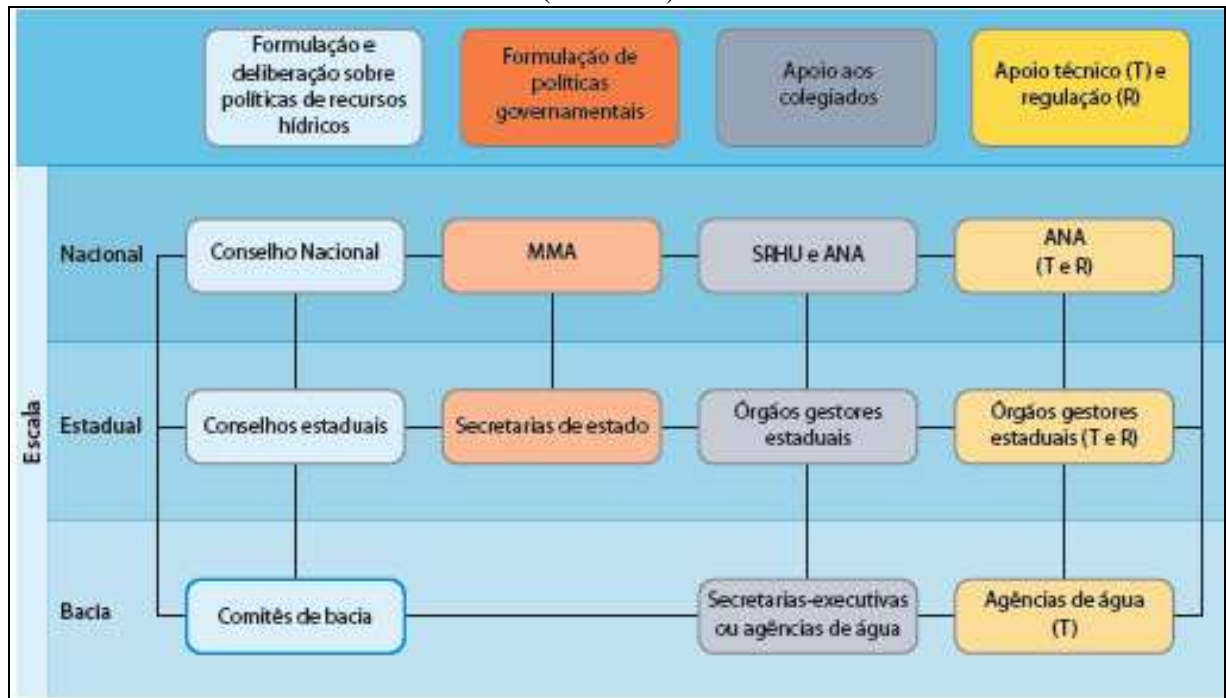 Formulação e
deliberação sobre
políticas de recursos
hídricos
Formulação de
políticas
governamentais
Apoio aos
colegiados
Apoio técnico (T) e
regulação (R)
Escala
Nacional
Conselho Nacional
MMA
SRHU e ANA
ANA
(T e R)
Estadual
Conselhos estaduais
Secretarias de estado
Órgãos gestores
estaduais
Órgãos gestores
estaduais (T e R)
Bacia
Comitês de bacia
Secretarias-executivas
ou agências de água
Agências de água
(T)